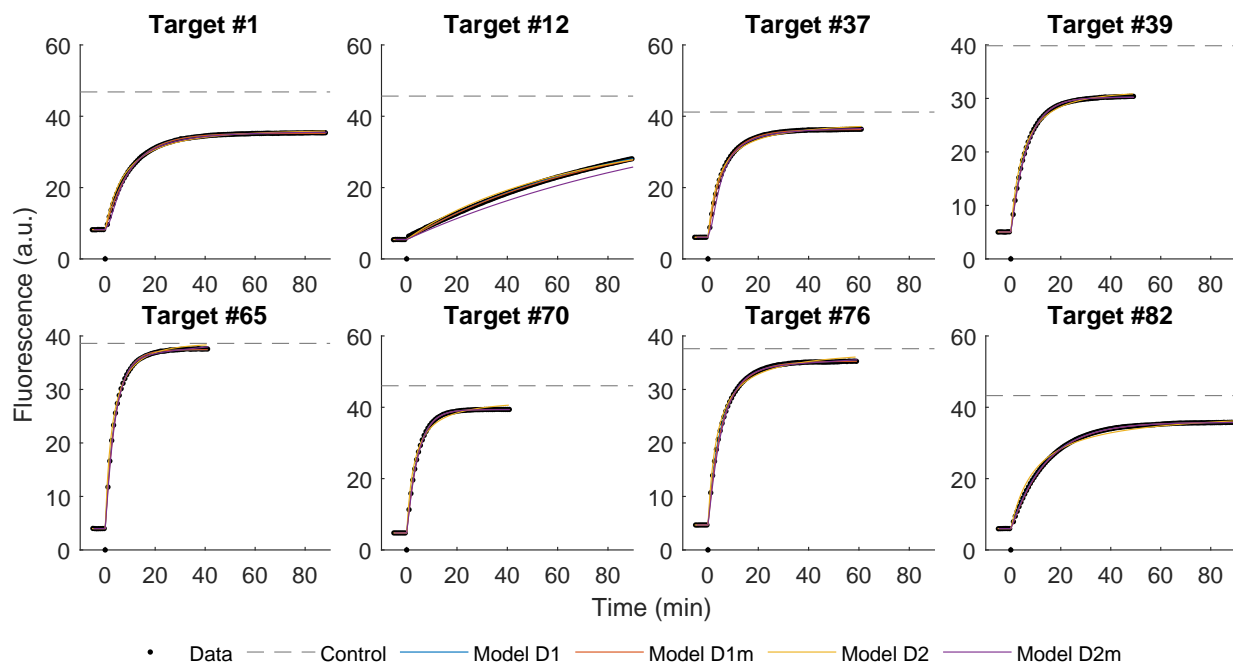 Target #1 Target #12 Target #37 Target #39
60 60 60 40
40 40 40 30
20 20 20 20
10
0 0 0 0
0 20 40 60 80 0 20 40 60 80 0 20 40 60 80 0 20 40 60 80
Target #65 Target #70 Target #76 Target #82
40 60 40 60
30 40 30 40
20 20 20 20
10 10
0 0 0 0
0 20 40 60 80 0 20 40 60 80 0 20 40 60 80 0 20 40 60 80
Fluorescence (a.u.)
Time (min)
Data Control Model D1 Model D1m Model D2 Model D2m